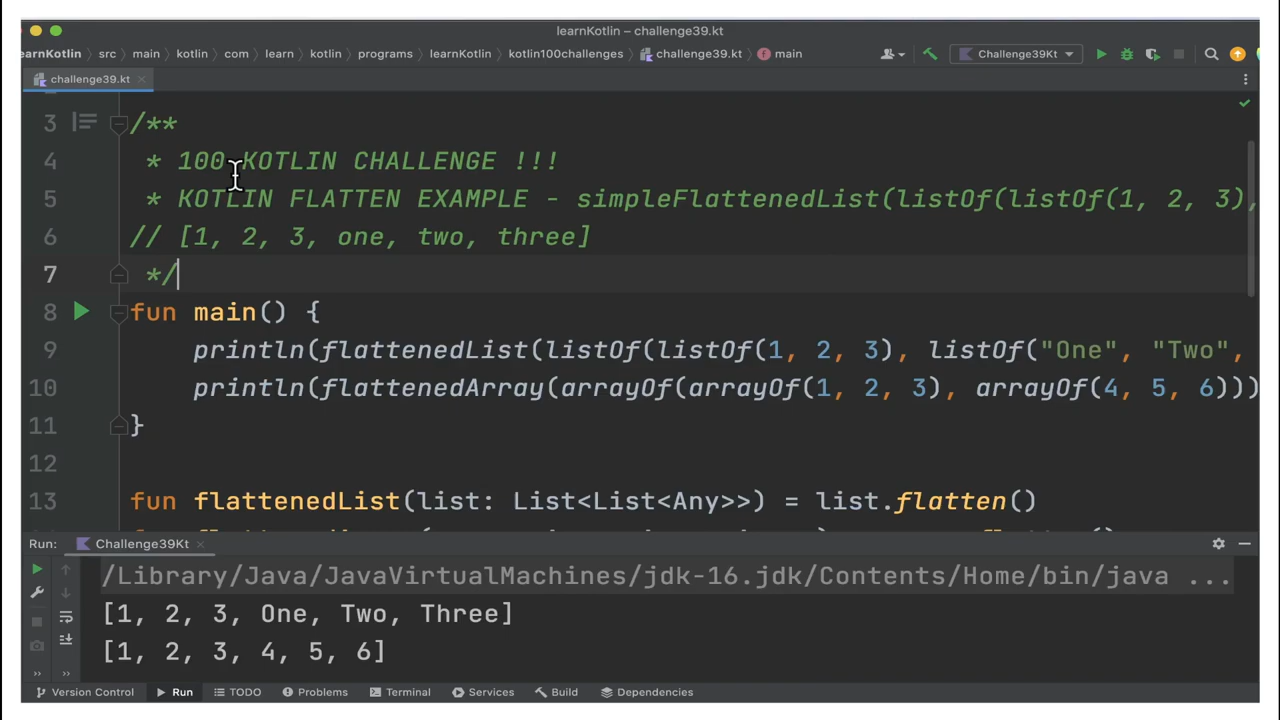 learnKotlin – challenge39.kt
earnKotlin › src › main › kotlin › com › learn › kotlin › programs › learnKotlin › kotlin100challenges › challenge39.kt › main
Challenge39Kt
challenge39.kt
3 /**
4 * 100 KOTLIN CHALLENGE !!!
5 * KOTLIN FLATTEN EXAMPLE - simpleFlattenedList(listOf(listOf(1, 2, 3),
6 // [1, 2, 3, one, two, three]
7 */
8 fun main() {
9 println(flattenedList(listOf(listOf(1, 2, 3), listOf("One", "Two",
10 println(flattenedArray(arrayOf(arrayOf(1, 2, 3), arrayOf(4, 5, 6)))
11 }
12
13 fun flattenedList(list: List<List<Any>>) = list.flatten()
Run: Challenge39Kt
/Library/Java/JavaVirtualMachines/jdk-16.jdk/Contents/Home/bin/java ...
[1, 2, 3, One, Two, Three]
[1, 2, 3, 4, 5, 6]
Version Control Run TODO Problems Terminal Services Build Dependencies